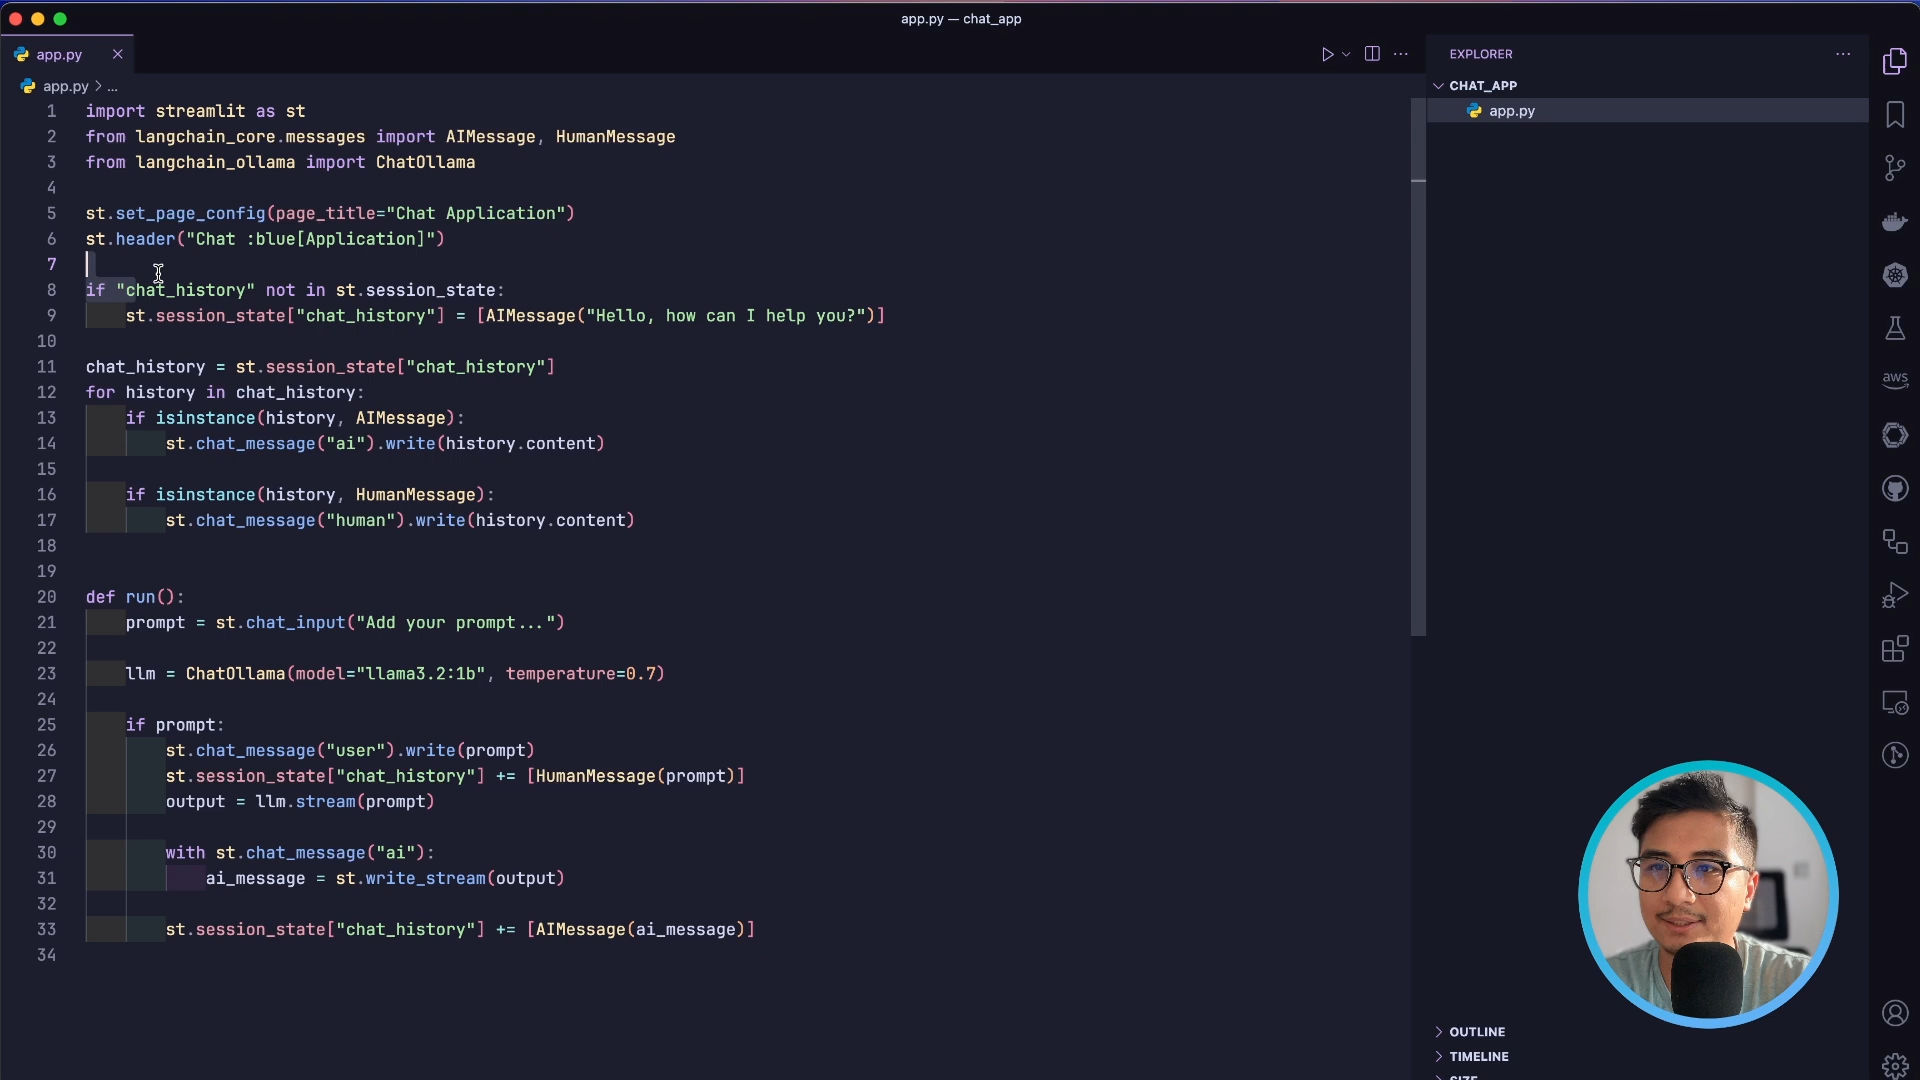 app.py — chat_app
app.py
app.py > ...
1 import streamlit as st
2 from langchain_core.messages import AIMessage, HumanMessage
3 from langchain_ollama import ChatOllama
4
5 st.set_page_config(page_title="Chat Application")
6 st.header("Chat :blue[Application]")
7
8 if "chat_history" not in st.session_state:
9 st.session_state["chat_history"] = [AIMessage("Hello, how can I help you?")]
10
11 chat_history = st.session_state["chat_history"]
12 for history in chat_history:
13 if isinstance(history, AIMessage):
14 st.chat_message("ai").write(history.content)
15
16 if isinstance(history, HumanMessage):
17 st.chat_message("human").write(history.content)
18
19
20 def run():
21 prompt = st.chat_input("Add your prompt...")
22
23 llm = ChatOllama(model="llama3.2:1b", temperature=0.7)
24
25 if prompt:
26 st.chat_message("user").write(prompt)
27 st.session_state["chat_history"] += [HumanMessage(prompt)]
28 output = llm.stream(prompt)
29
30 with st.chat_message("ai"):
31 ai_message = st.write_stream(output)
32
33 st.session_state["chat_history"] += [AIMessage(ai_message)]
34
EXPLORER
CHAT_APP
app.py
aws
OUTLINE
TIMELINE